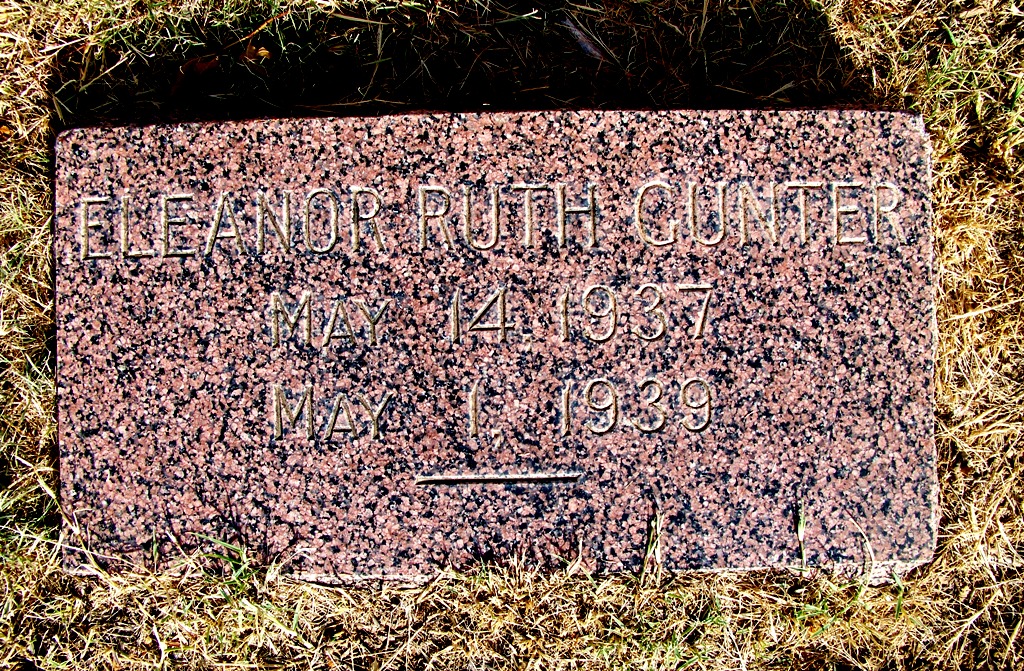 ELEANOR RUTH GUNTER
MAY 14, 1937
MAY 1, 1939